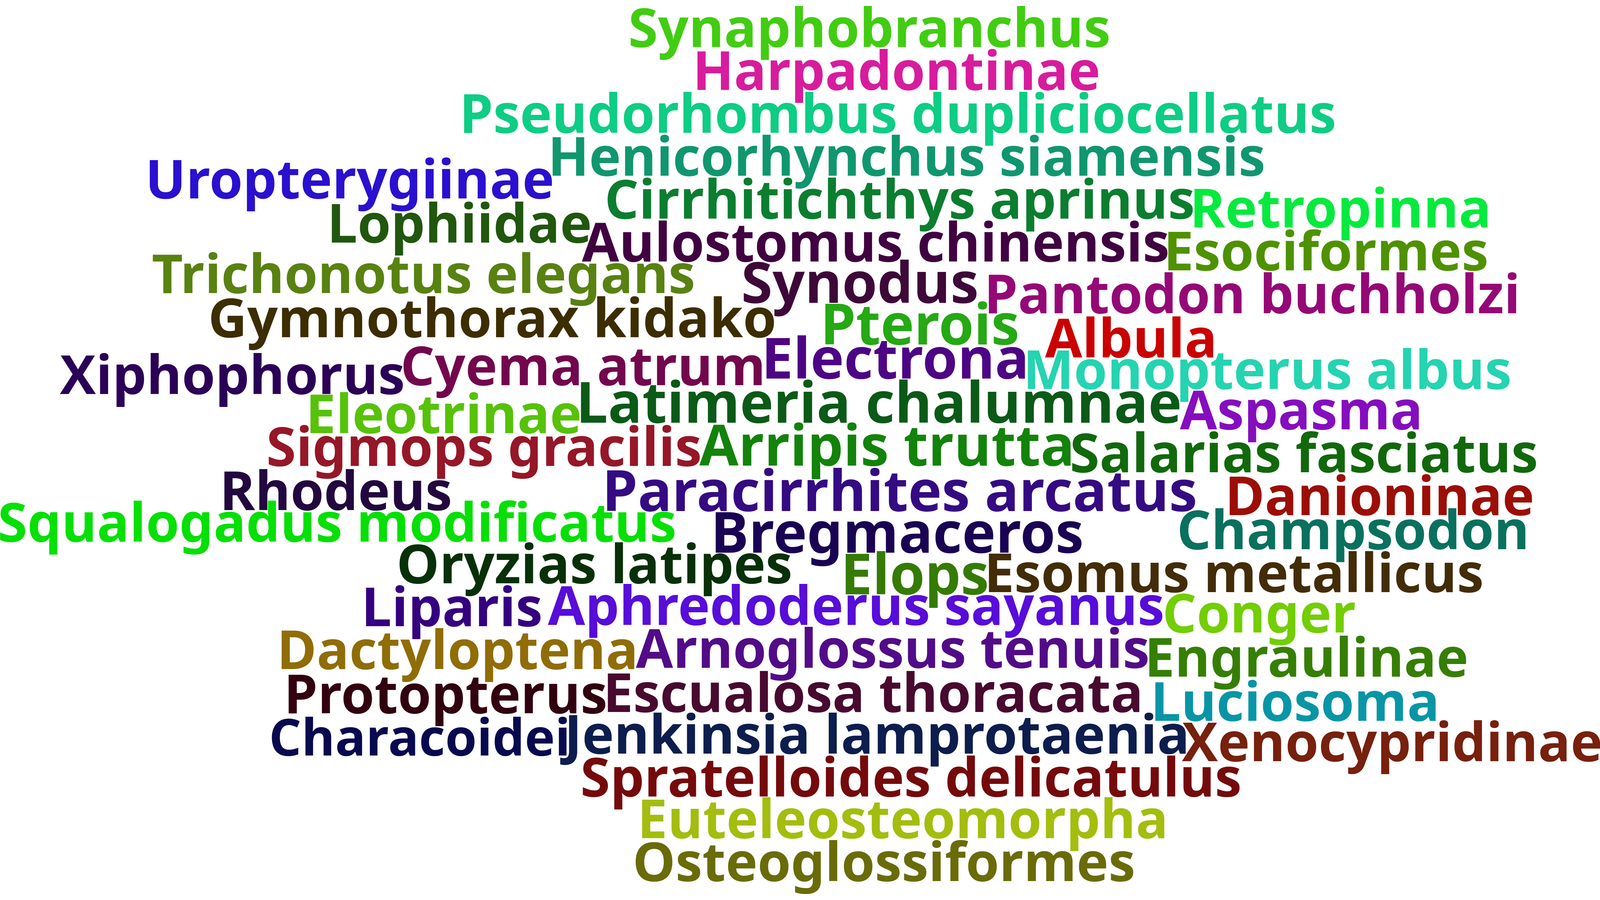 Synaphobranchus
Harpadontinae
Pseudorhombus dupliciocellatus
Henicorhynchus siamensis
Uropterygiinae
Cirrhitichthys aprinus
Retropinna
Lophiidae
Aulostomus chinensis
Esociformes
Trichonotus elegans
Synodus
Pantodon buchholzi
Gymnothorax kidako
Pterois
Albula
Xiphophorus
Cyema atrum
Electrona
Monopterus albus
Eleotrinae
Latimeria chalumnae
Aspasma
Sigmops gracilis
Arripis trutta
Salarias fasciatus
Rhodeus
Paracirrhites arcatus
Danioninae
Squalogadus modificatus
Bregmaceros
Champsodon
Oryzias latipes
Elops
Esomus metallicus
Liparis
Aphredoderus sayanus
Conger
Dactyloptena
Arnoglossus tenuis
Engraulinae
Protopterus
Escualosa thoracata
Luciosoma
Characoidei
Jenkinsia lamprotaenia
Xenocypridinae
Spratelloides delicatulus
Euteleosteomorpha
Osteoglossiformes